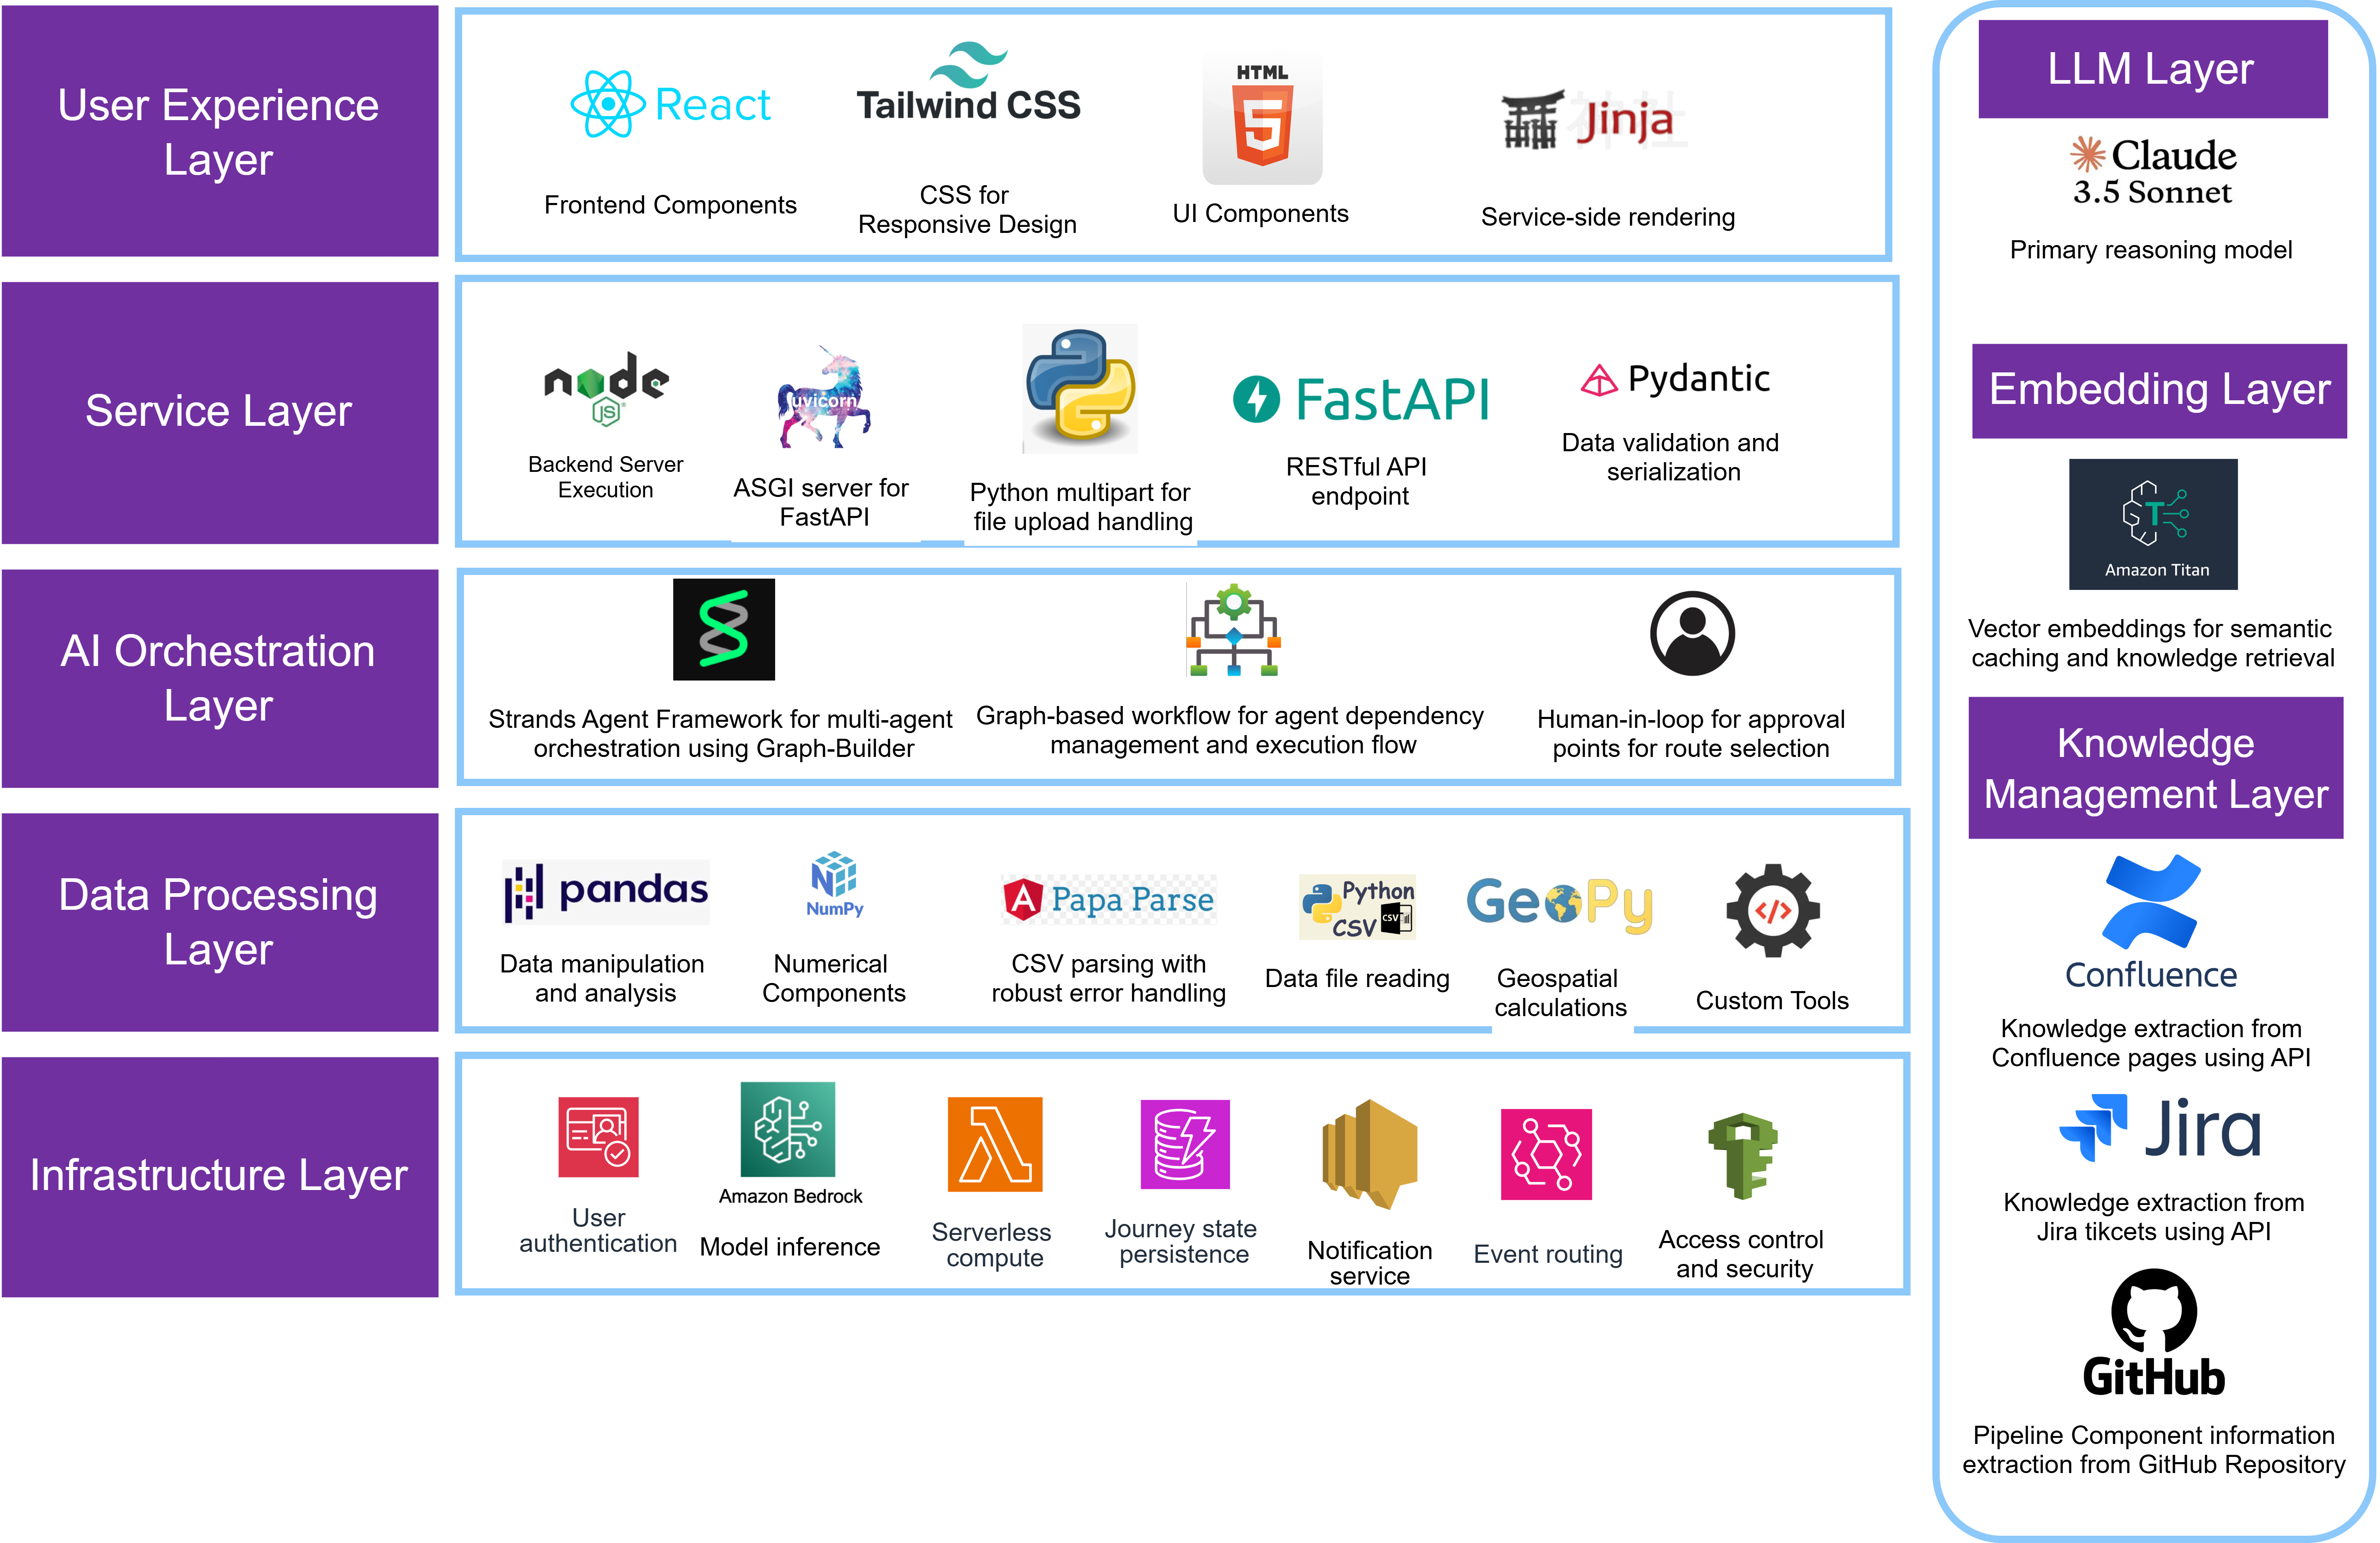 User Experience
Layer
React
Frontend Components
Tailwind CSS
CSS for
Responsive Design
HTML
5
UI Components
神社
Jinja
Service-side rendering
Service Layer
node
JS
Backend Server
Execution
uvicorn
ASGI server for
FastAPI
Python multipart for
file upload handling
FastAPI
RESTful API
endpoint
Pydantic
Data validation and
serialization
AI Orchestration
Layer
Strands Agent Framework for multi-agent
orchestration using Graph-Builder
Graph-based workflow for agent dependency
management and execution flow
Human-in-loop for approval
points for route selection
Data Processing
Layer
pandas
Data manipulation
and analysis
NumPy
Numerical
Components
A
Papa Parse
CSV parsing with
robust error handling
Python
CSV
CSV
Data file reading
GeoPy
Geospatial
calculations
</>
Custom Tools
Infrastructure Layer
User
authentication
Amazon Bedrock
Model inference
Serverless
compute
Journey state
persistence
Notification
service
Event routing
Access control
and security
LLM Layer
Claude
3.5 Sonnet
Primary reasoning model
Embedding Layer
T
Amazon Titan
Vector embeddings for semantic
caching and knowledge retrieval
Knowledge
Management Layer
Confluence
Knowledge extraction from
Confluence pages using API
Jira
Knowledge extraction from
Jira tikcets using API
GitHub
Pipeline Component information
extraction from GitHub Repository